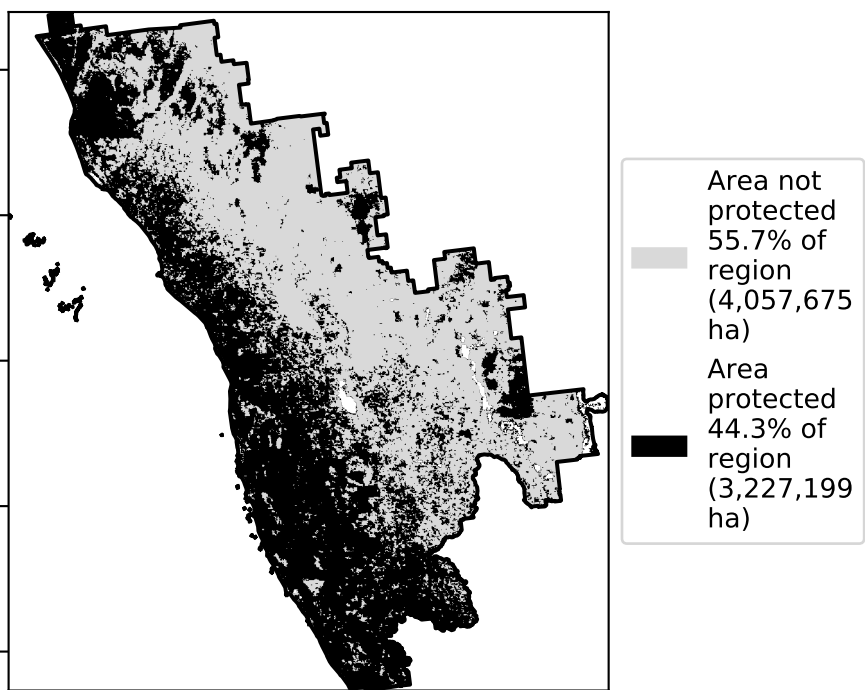 Area not
protected
55.7% of
region
(4,057,675
ha)
Area
protected
44.3% of
region
(3,227,199
ha)